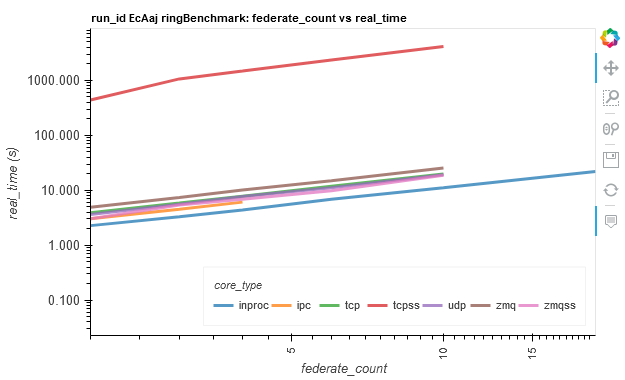 run_id EcAaj ringBenchmark: federate_count vs real_time
real_time (s)
1000.000
100.000
10.000
1.000
0.100
core_type
inproc ipc tcp tcpss udp zmq zmqss
5 10 15
federate_count